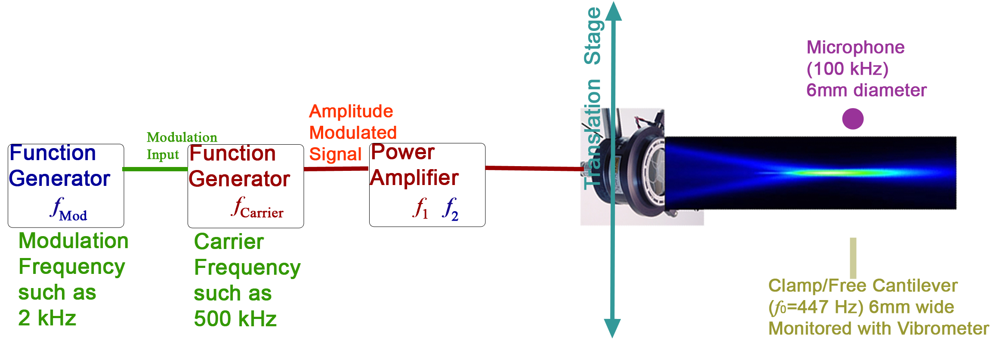 Function
Generator
fMod
Modulation
Frequency
such as
2 kHz
Modulation
Input
Function
Generator
fCarrier
Carrier
Frequency
such as
500 kHz
Amplitude
Modulated
Signal
Power
Amplifier
f1 f2
Translation Stage
Microphone
(100 kHz)
6mm diameter
Clamp/Free Cantilever
(f0=447 Hz) 6mm wide
Monitored with Vibrometer